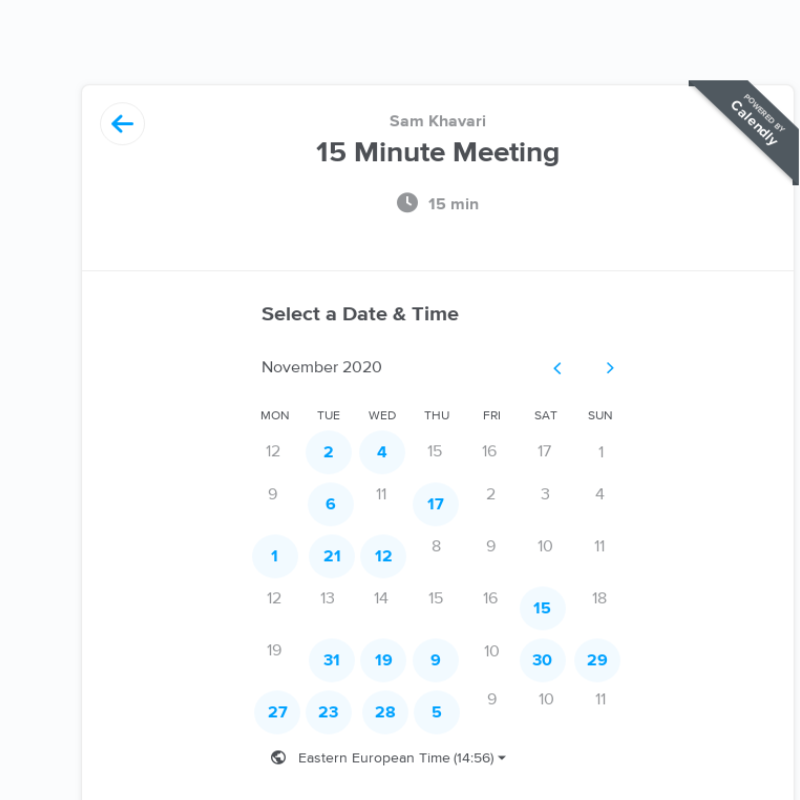 POWERED BY
Calendly
Sam Khavari
15 Minute Meeting
15 min
Select a Date & Time
November 2020
MON TUE WED THU FRI SAT SUN
12 2 4 15 16 17 1
9 6 11 17 2 3 4
1 21 12 8 9 10 11
12 13 14 15 16 15 18
19 31 19 9 10 30 29
27 23 28 5 9 10 11
Eastern European Time (14:56)